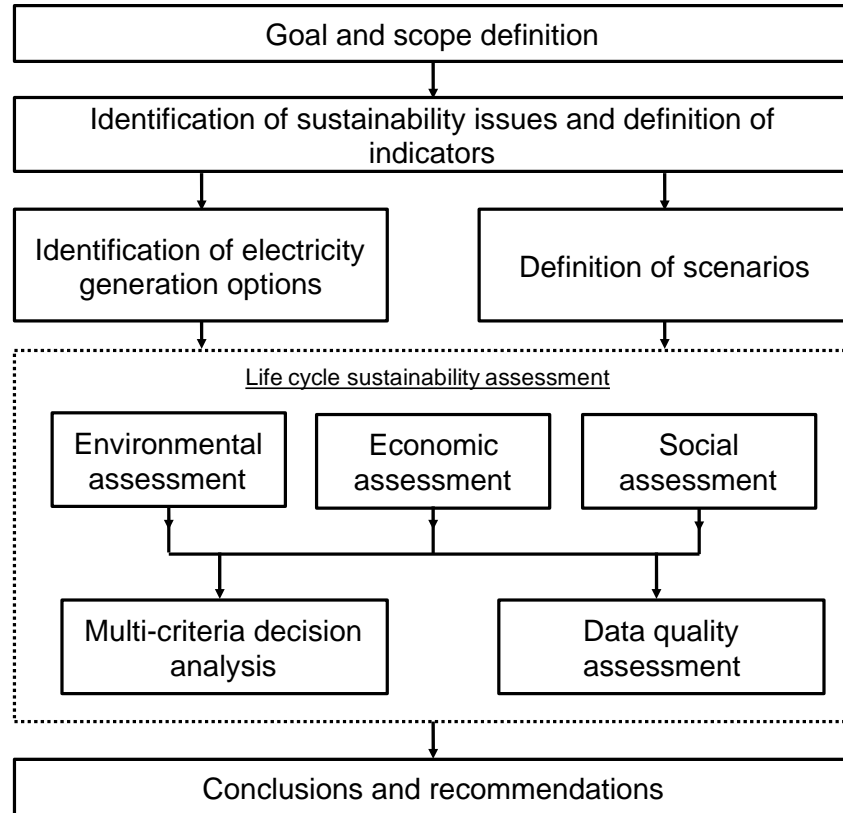 Goal and scope definition
Identification of sustainability issues and definition of
indicators
Identification of electricity
generation options
Definition of scenarios
Life cycle sustainability assessment
Environmental
assessment
Economic
assessment
Social
assessment
Multi-criteria decision
analysis
Data quality
assessment
Conclusions and recommendations